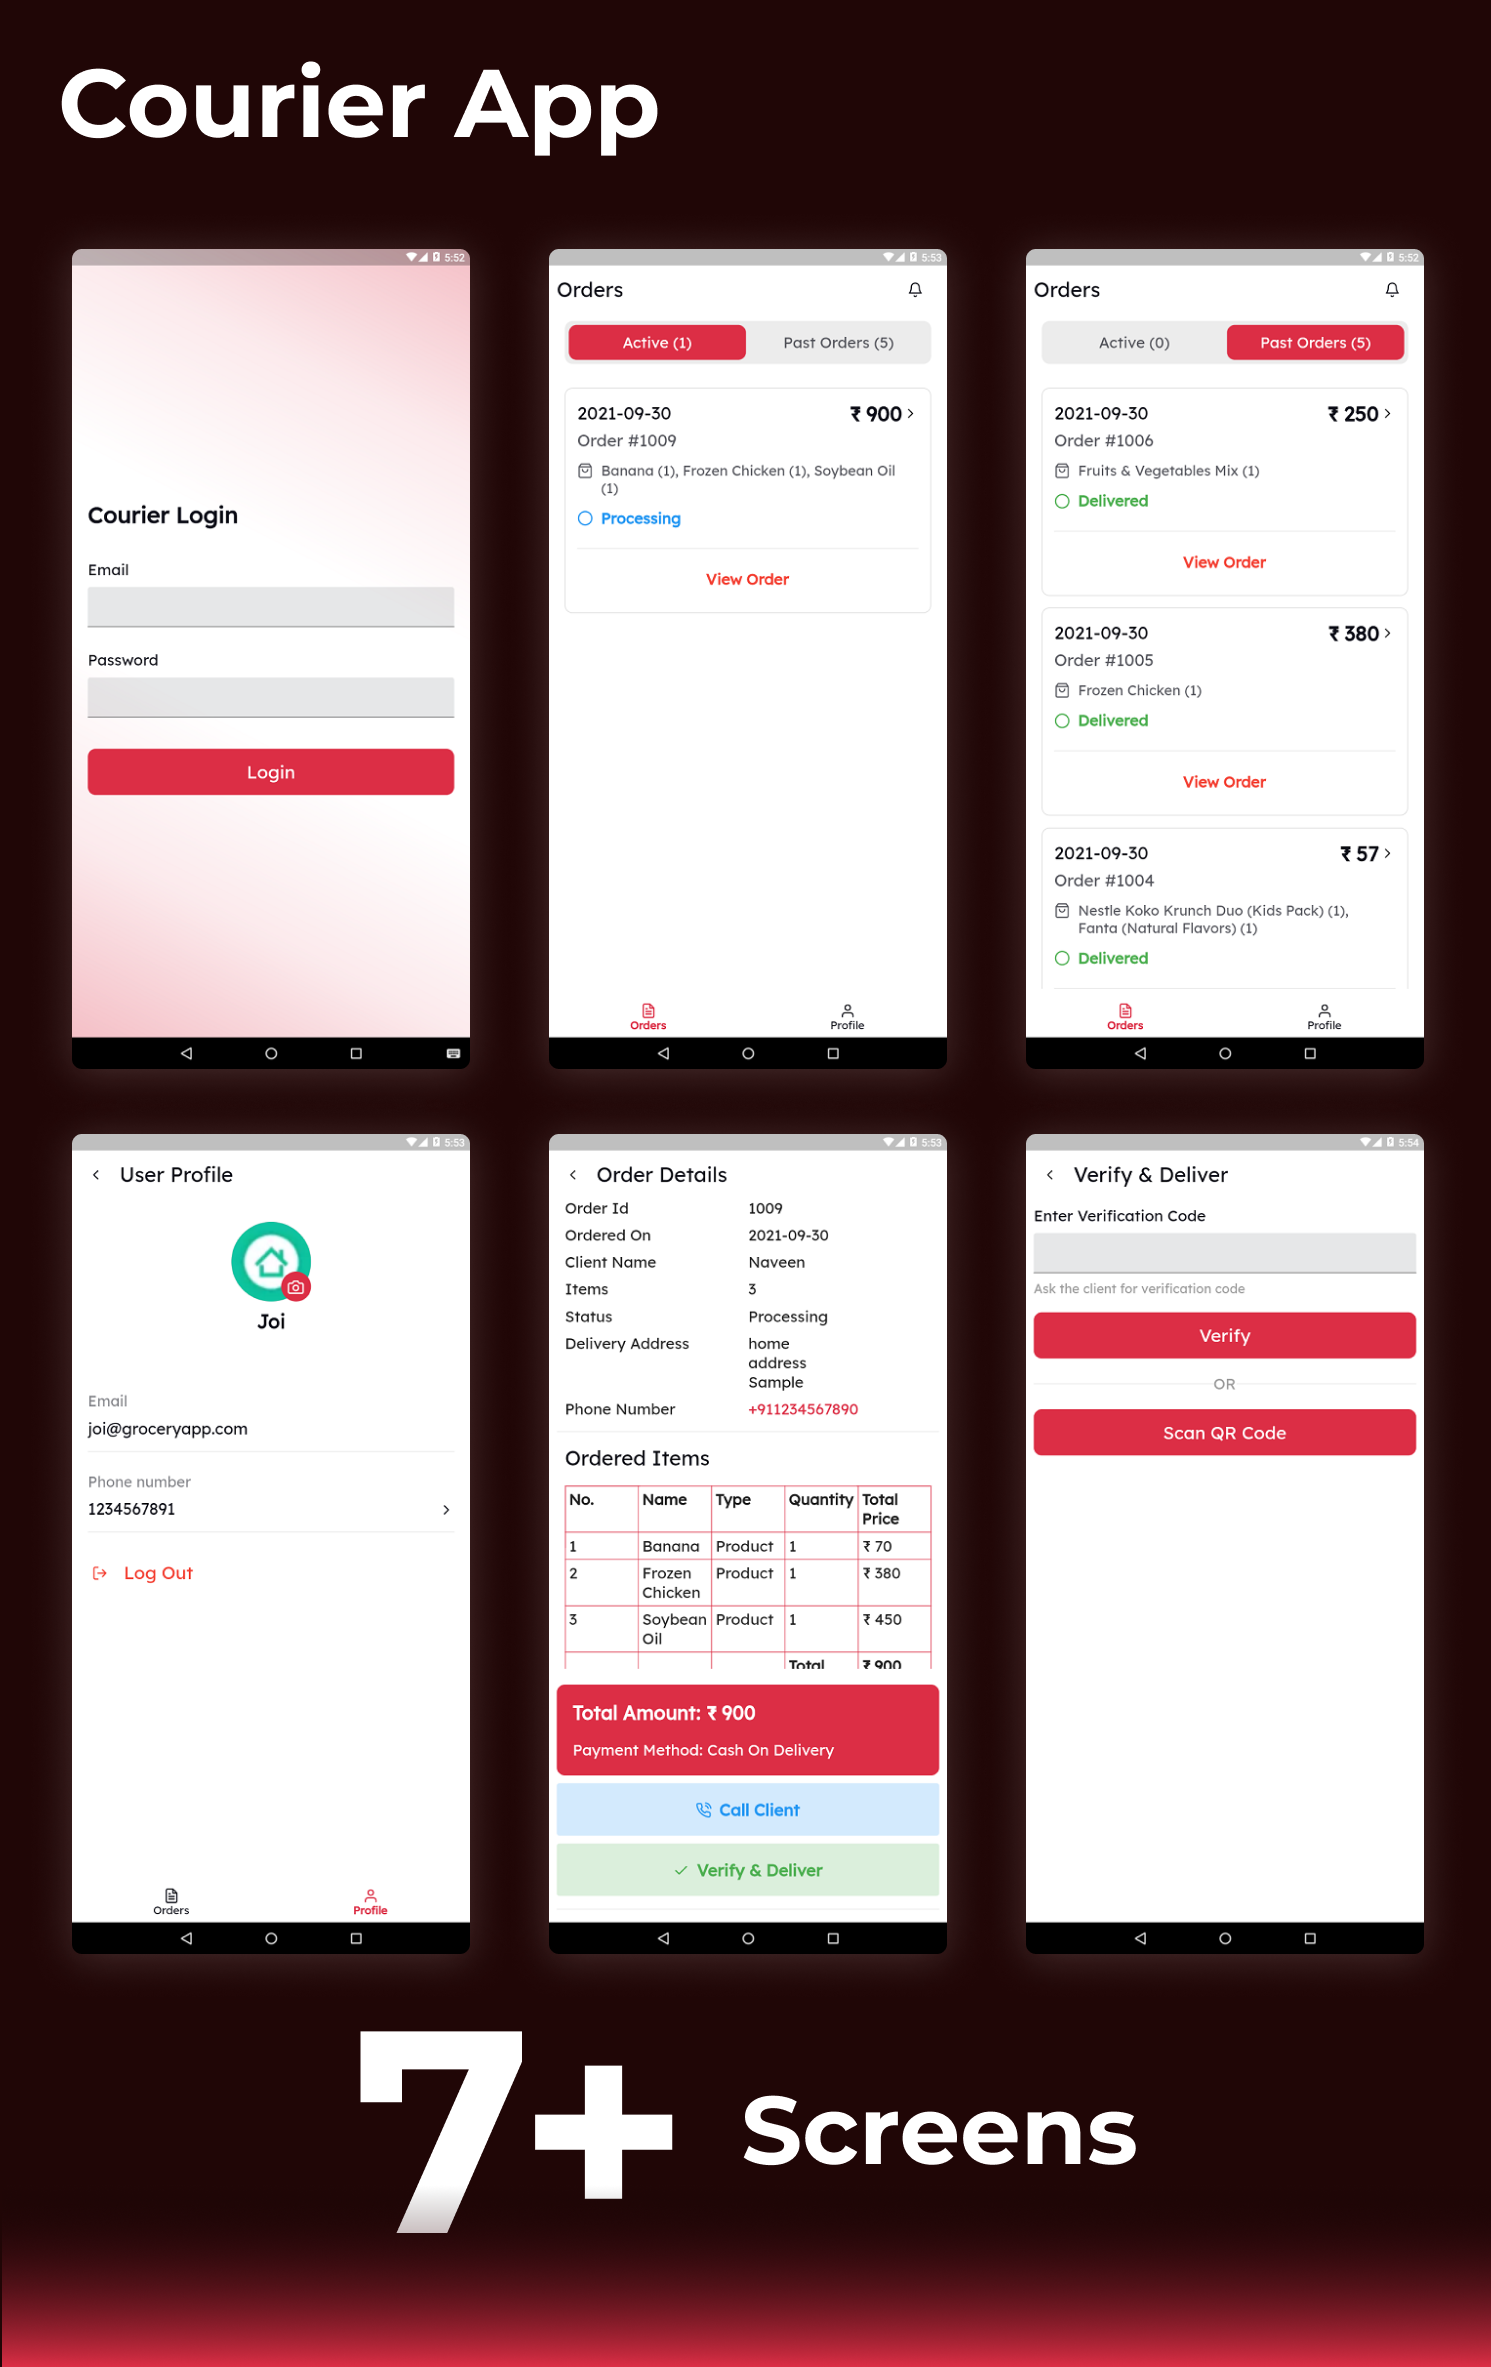 Courier App
5:52
Courier Login
Email
Password
Login
5:53
Orders
Active (1)
Past Orders (5)
2021-09-30
₹ 900
Order #1009
Banana (1), Frozen Chicken (1), Soybean Oil
(1)
Processing
View Order
Orders
Profile
5:52
Orders
Active (0)
Past Orders (5)
2021-09-30
₹ 250
Order #1006
Fruits & Vegetables Mix (1)
Delivered
View Order
2021-09-30
₹ 380
Order #1005
Frozen Chicken (1)
Delivered
View Order
2021-09-30
₹ 57
Order #1004
Nestle Koko Krunch Duo (Kids Pack) (1),
Fanta (Natural Flavors) (1)
Delivered
Orders
Profile
5:53
User Profile
Joi
Email
joi@groceryapp.com
Phone number
1234567891
Log Out
Orders
Profile
5:53
Order Details
Order Id 1009
Ordered On 2021-09-30
Client Name Naveen
Items 3
Status Processing
Delivery Address home
address
Sample
Phone Number +911234567890
Ordered Items
No. Name Type Quantity Total
Price
1 Banana Product 1 ₹ 70
2 Frozen Product 1 ₹ 380
Chicken
3 Soybean Product 1 ₹ 450
Oil
Total ₹ 900
Total Amount: ₹ 900
Payment Method: Cash On Delivery
Call Client
Verify & Deliver
5:54
Verify & Deliver
Enter Verification Code
Ask the client for verification code
Verify
OR
Scan QR Code
7+ Screens